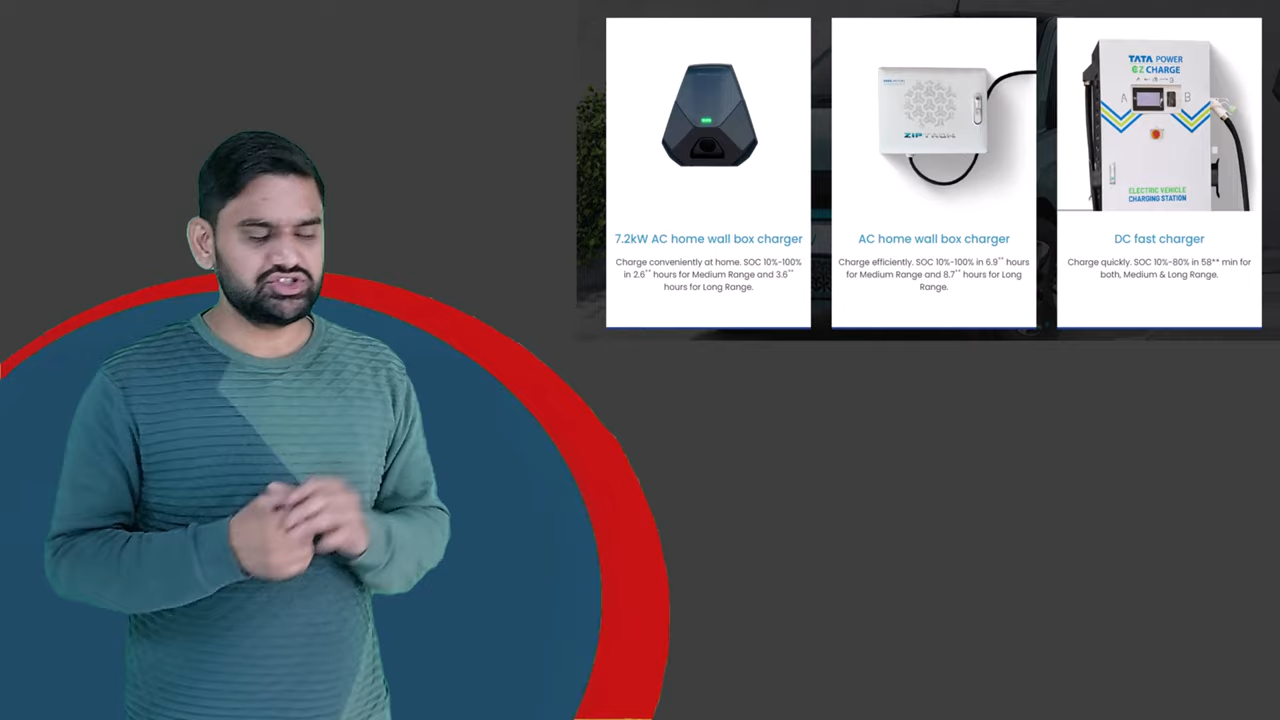 7.2kW AC home wall box charger
Charge conveniently at home. SOC 10%-100%
in 2.6** hours for Medium Range and 3.6**
hours for Long Range.
ZIPTRON
AC home wall box charger
Charge efficiently. SOC 10%-100% in 6.9** hours
for Medium Range and 8.7** hours for Long
Range.
TATA POWER
EZ CHARGE
A B
ELECTRIC VEHICLE
CHARGING STATION
DC fast charger
Charge quickly. SOC 10%-80% in 58** min for
both, Medium & Long Range.